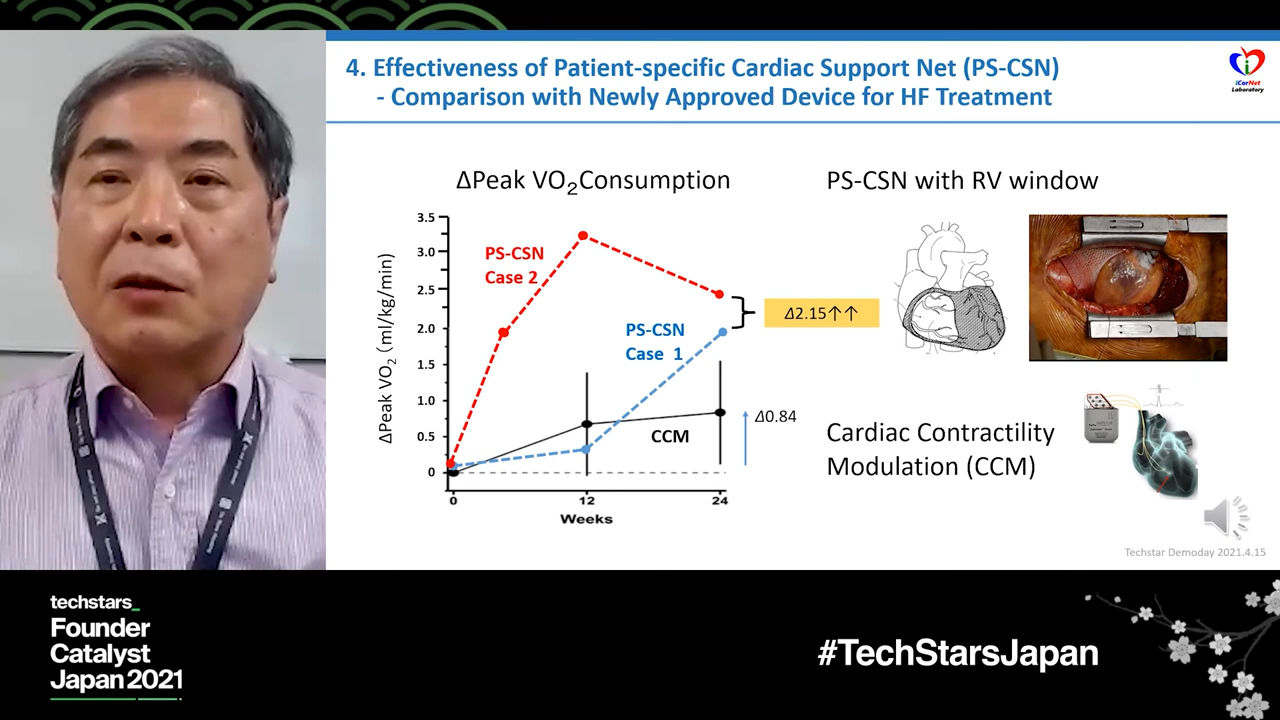 4. Effectiveness of Patient-specific Cardiac Support Net (PS-CSN)
- Comparison with Newly Approved Device for HF Treatment
iCorNet
Laboratory
ΔPeak VO₂Consumption
PS-CSN with RV window
ΔPeak VO₂ (ml/kg/min)
3.5
3.0
2.5
2.0
1.5
1.0
0.5
0
PS-CSN
Case 2
PS-CSN
Case 1
CCM
Δ2.15↑↑
Δ0.84
0
12
24
Weeks
Cardiac Contractility
Modulation (CCM)
Techstar Demoday 2021.4.15
techstars_
Founder
Catalyst
Japan 2021
#TechStarsJapan